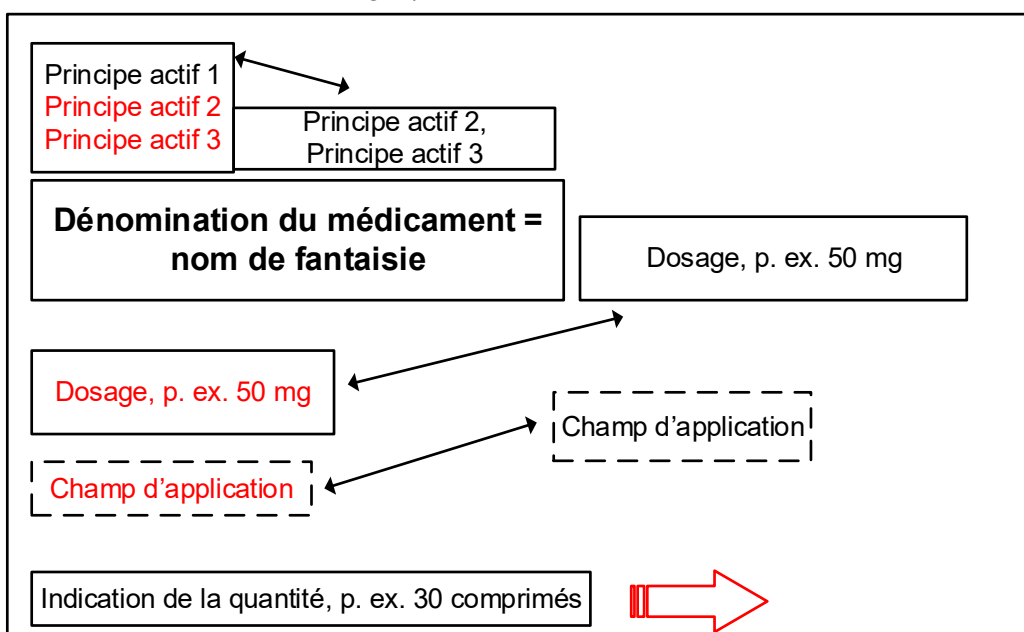 Principe actif 1
Principe actif 2
Principe actif 3
Principe actif 2,
Principe actif 3
Dénomination du médicament =
nom de fantaisie
Dosage, p. ex. 50 mg
Dosage, p. ex. 50 mg
Champ d’application
Champ d’application
Indication de la quantité, p. ex. 30 comprimés